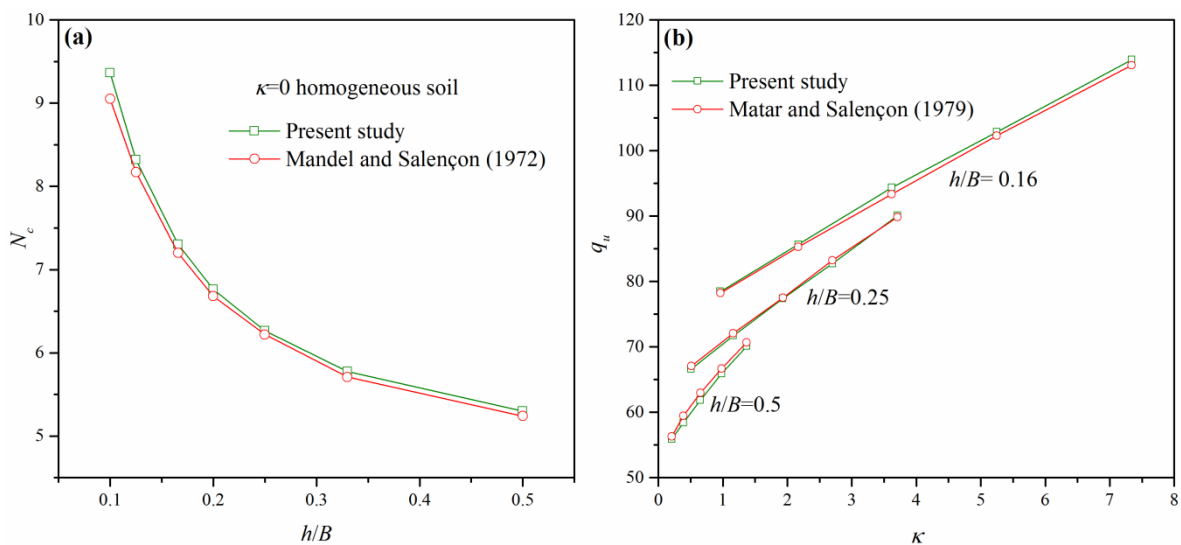 (a)
κ=0 homogeneous soil
Present study
Mandel and Salençon (1972)
10
9
8
7
6
5
N_c
0.1 0.2 0.3 0.4 0.5
h/B
(b)
Present study
Matar and Salençon (1979)
h/B= 0.16
h/B=0.25
h/B=0.5
120
110
100
90
80
70
60
50
q_u
0 1 2 3 4 5 6 7 8
κ